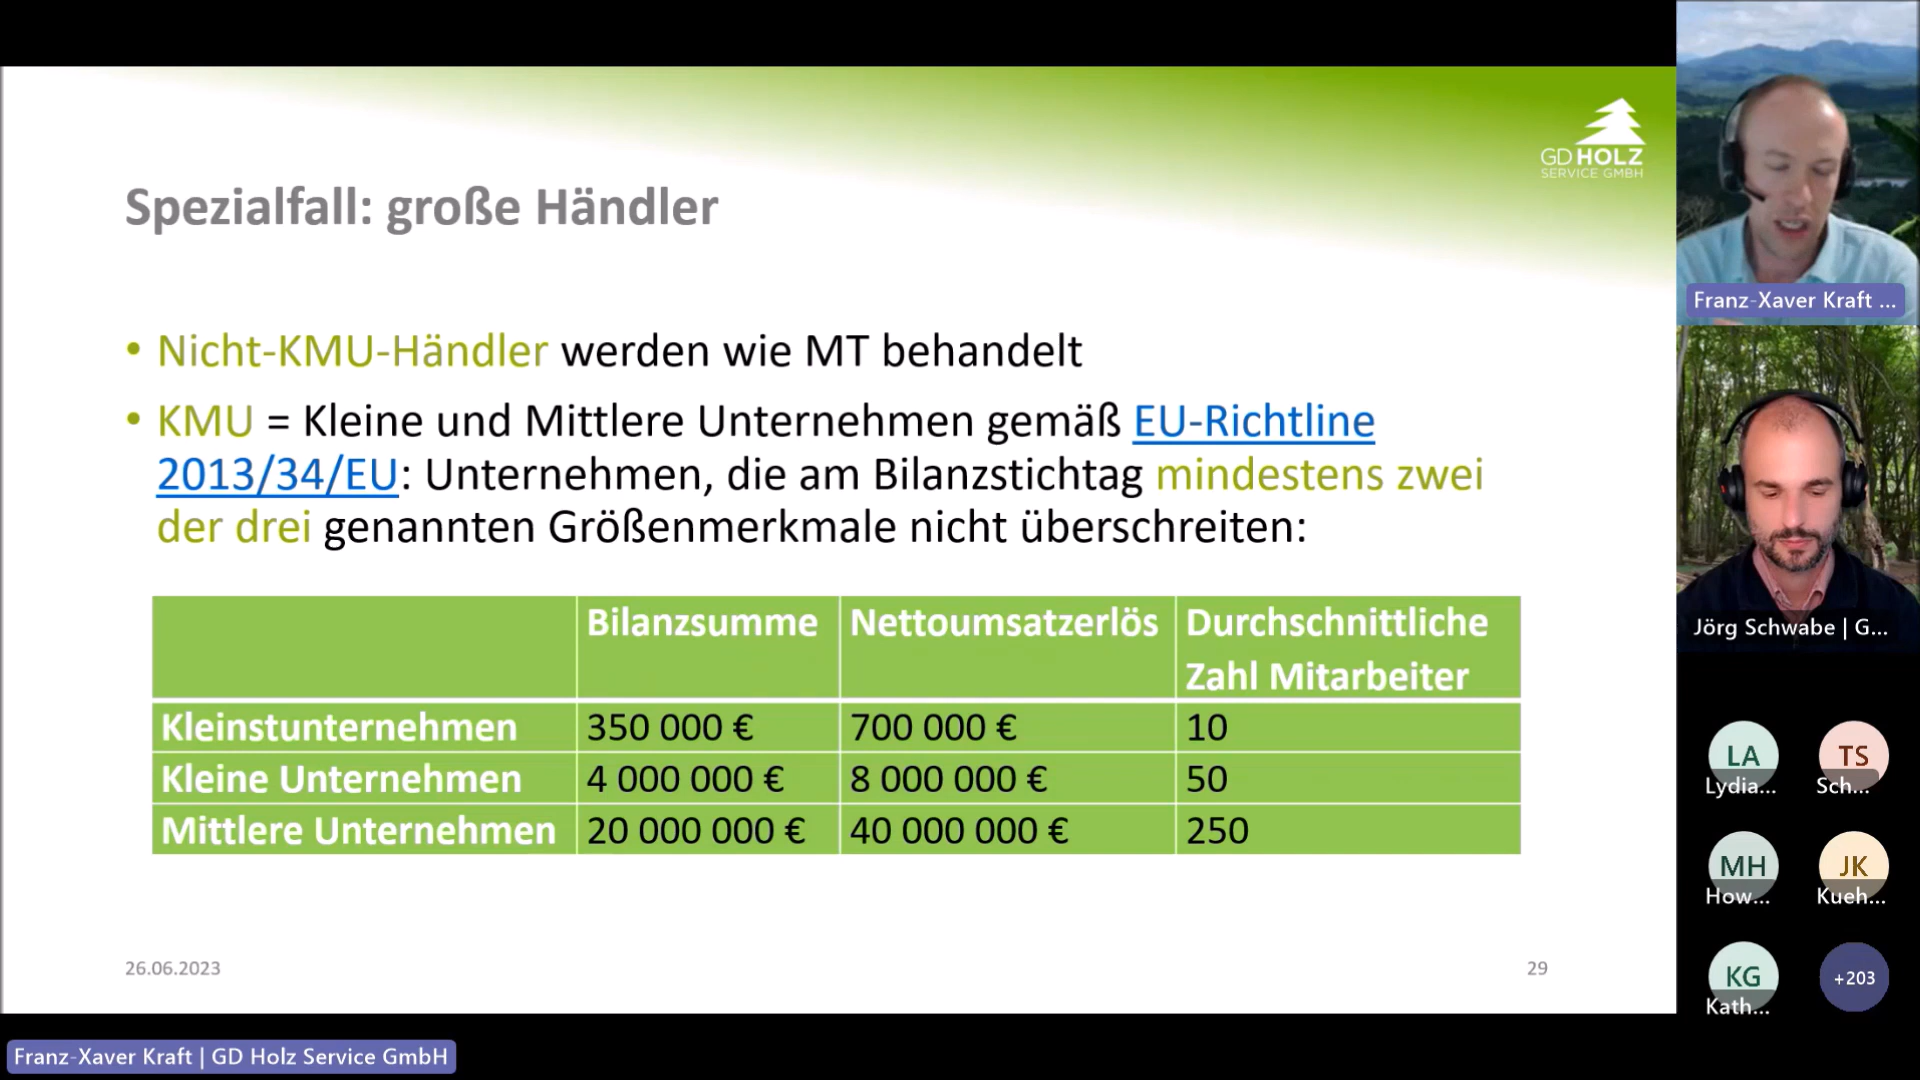 GD HOLZ
SERVICE GMBH
Spezialfall: große Händler
• Nicht-KMU-Händler werden wie MT behandelt
• KMU = Kleine und Mittlere Unternehmen gemäß EU-Richtline
2013/34/EU: Unternehmen, die am Bilanzstichtag mindestens zwei
der drei genannten Größenmerkmale nicht überschreiten:
Bilanzsumme Nettoumsatzerlös Durchschnittliche
Zahl Mitarbeiter
Kleinstunternehmen 350 000 € 700 000 € 10
Kleine Unternehmen 4 000 000 € 8 000 000 € 50
Mittlere Unternehmen 20 000 000 € 40 000 000 € 250
26.06.2023 29
Franz-Xaver Kraft | GD Holz Service GmbH
Franz-Xaver Kraft ...
Jörg Schwabe | G...
LA TS
Lydia... Sch...
MH JK
How... Kueh...
KG +203
Kath...